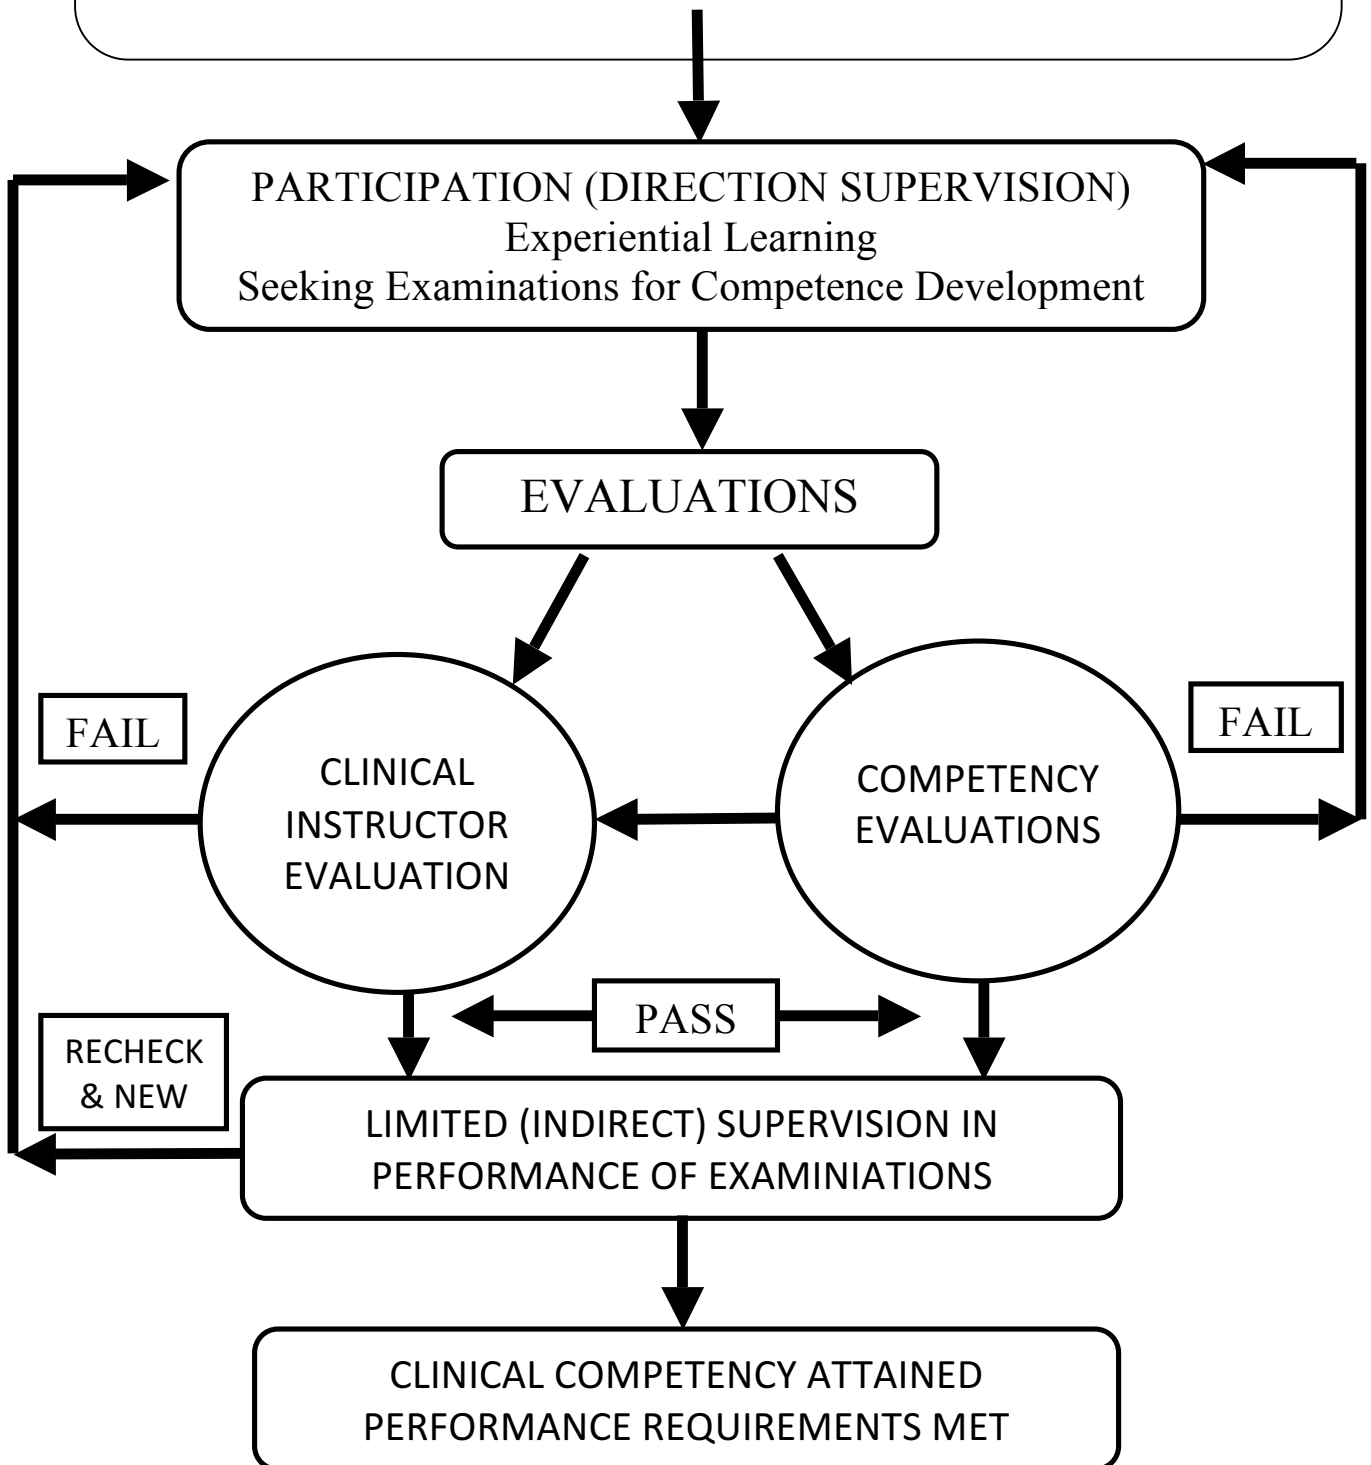 PARTICIPATION (DIRECTION SUPERVISION)
Experiential Learning
Seeking Examinations for Competence Development
EVALUATIONS
FAIL
CLINICAL
INSTRUCTOR
EVALUATION
COMPETENCY
EVALUATIONS
FAIL
PASS
RECHECK
& NEW
LIMITED (INDIRECT) SUPERVISION IN
PERFORMANCE OF EXAMINIATIONS
CLINICAL COMPETENCY ATTAINED
PERFORMANCE REQUIREMENTS MET